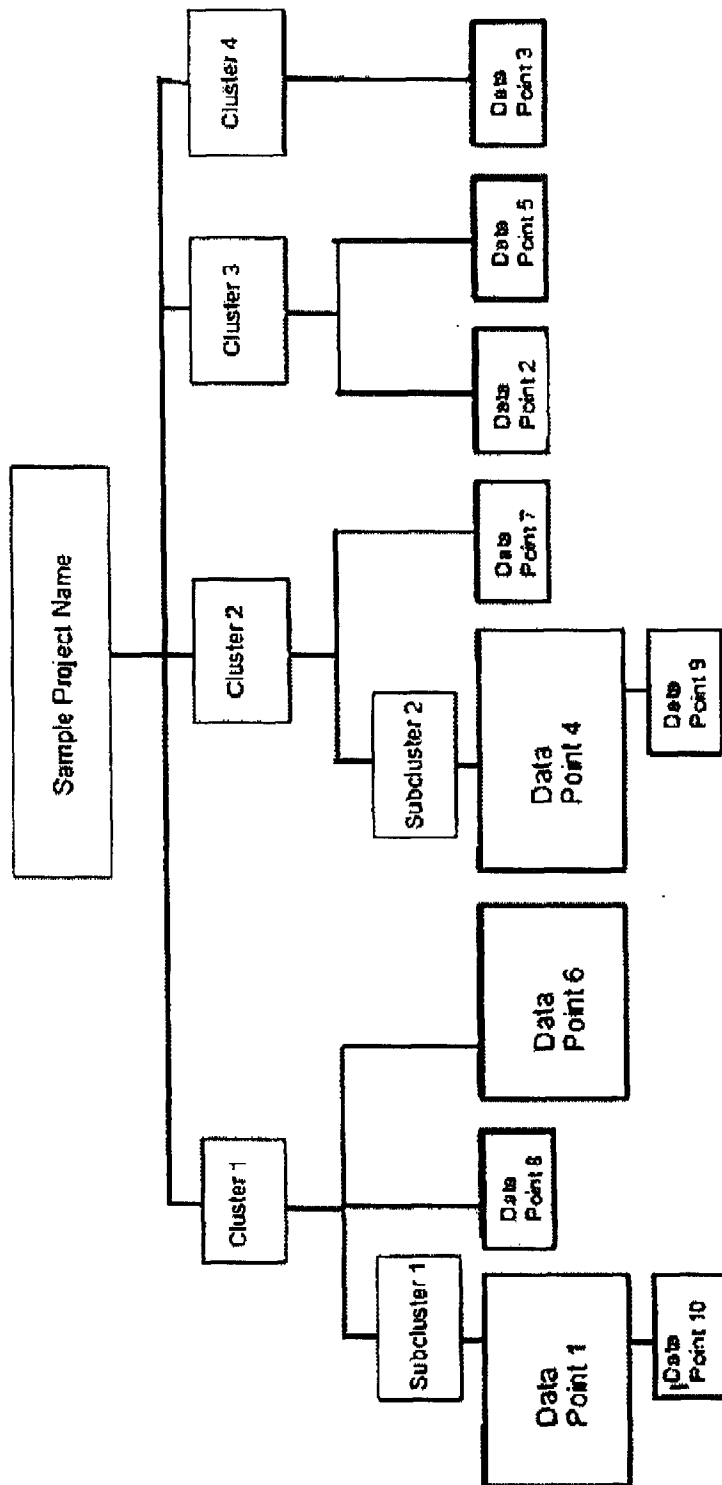 Sample Project Name
Cluster 1
Cluster 2
Cluster 3
Cluster 4
Subcluster 1
Subcluster 2
Data
Point 1
Data
Point 8
Data
Point 6
Data
Point 4
Data
Point 7
Data
Point 2
Data
Point 5
Data
Point 3
Data
Point 10
Data
Point 9